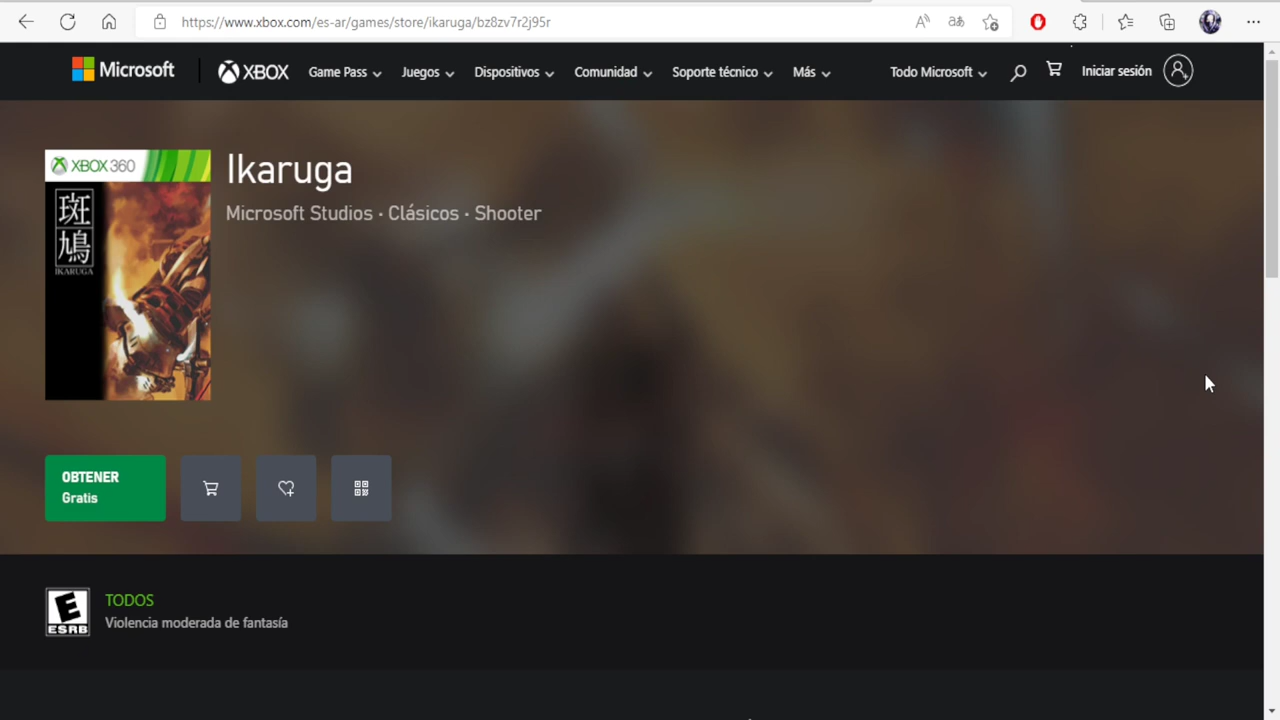 https://www.xbox.com/es-ar/games/store/ikaruga/bz8zv7r2j95r
Microsoft XBOX Game Pass Juegos Dispositivos Comunidad Soporte técnico Más Todo Microsoft Iniciar sesión
XBOX 360
斑鳩
IKARUGA
Ikaruga
Microsoft Studios · Clásicos · Shooter
OBTENER
Gratis
E
ESRB
TODOS
Violencia moderada de fantasía